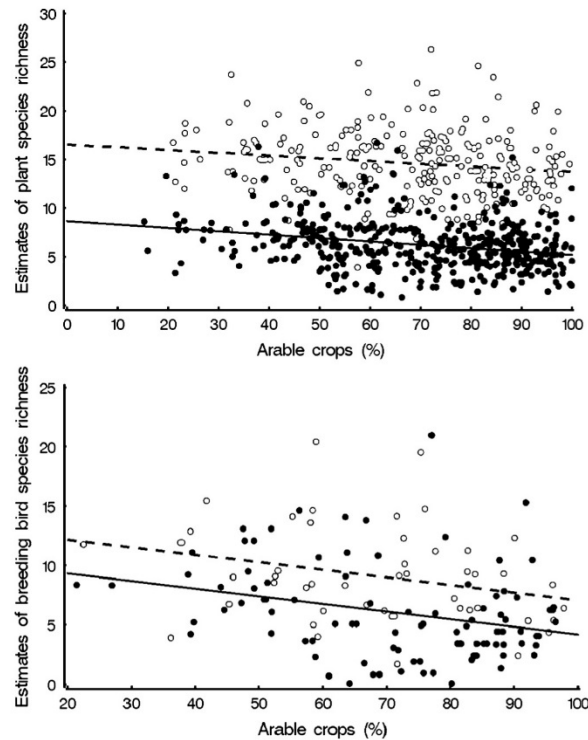 30
25
20
15
10
5
0
Estimates of plant species richness
0 10 20 30 40 50 60 70 80 90 100
Arable crops (%)
25
20
15
10
5
0
Estimates of breeding bird species richness
20 30 40 50 60 70 80 90 100
Arable crops (%)